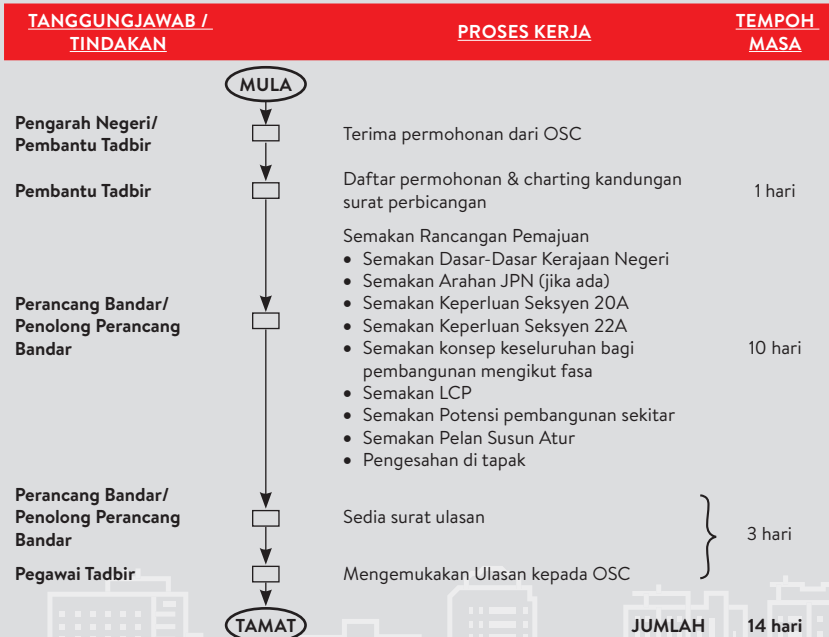 TANGGUNGJAWAB /
TINDAKAN
PROSES KERJA
TEMPOH
MASA
MULA
Pengarah Negeri/
Pembantu Tadbir
Terima permohonan dari OSC
Pembantu Tadbir
Daftar permohonan & charting kandungan
surat perbicangan
1 hari
Perancang Bandar/
Penolong Perancang
Bandar
Semakan Rancangan Pemajuan
• Semakan Dasar-Dasar Kerajaan Negeri
• Semakan Arahan JPN (jika ada)
• Semakan Keperluan Seksyen 20A
• Semakan Keperluan Seksyen 22A
• Semakan konsep keseluruhan bagi
pembangunan mengikut fasa
• Semakan LCP
• Semakan Potensi pembangunan sekitar
• Semakan Pelan Susun Atur
• Pengesahan di tapak
10 hari
Perancang Bandar/
Penolong Perancang
Bandar
Sedia surat ulasan
3 hari
Pegawai Tadbir
Mengemukakan Ulasan kepada OSC
TAMAT
JUMLAH 14 hari